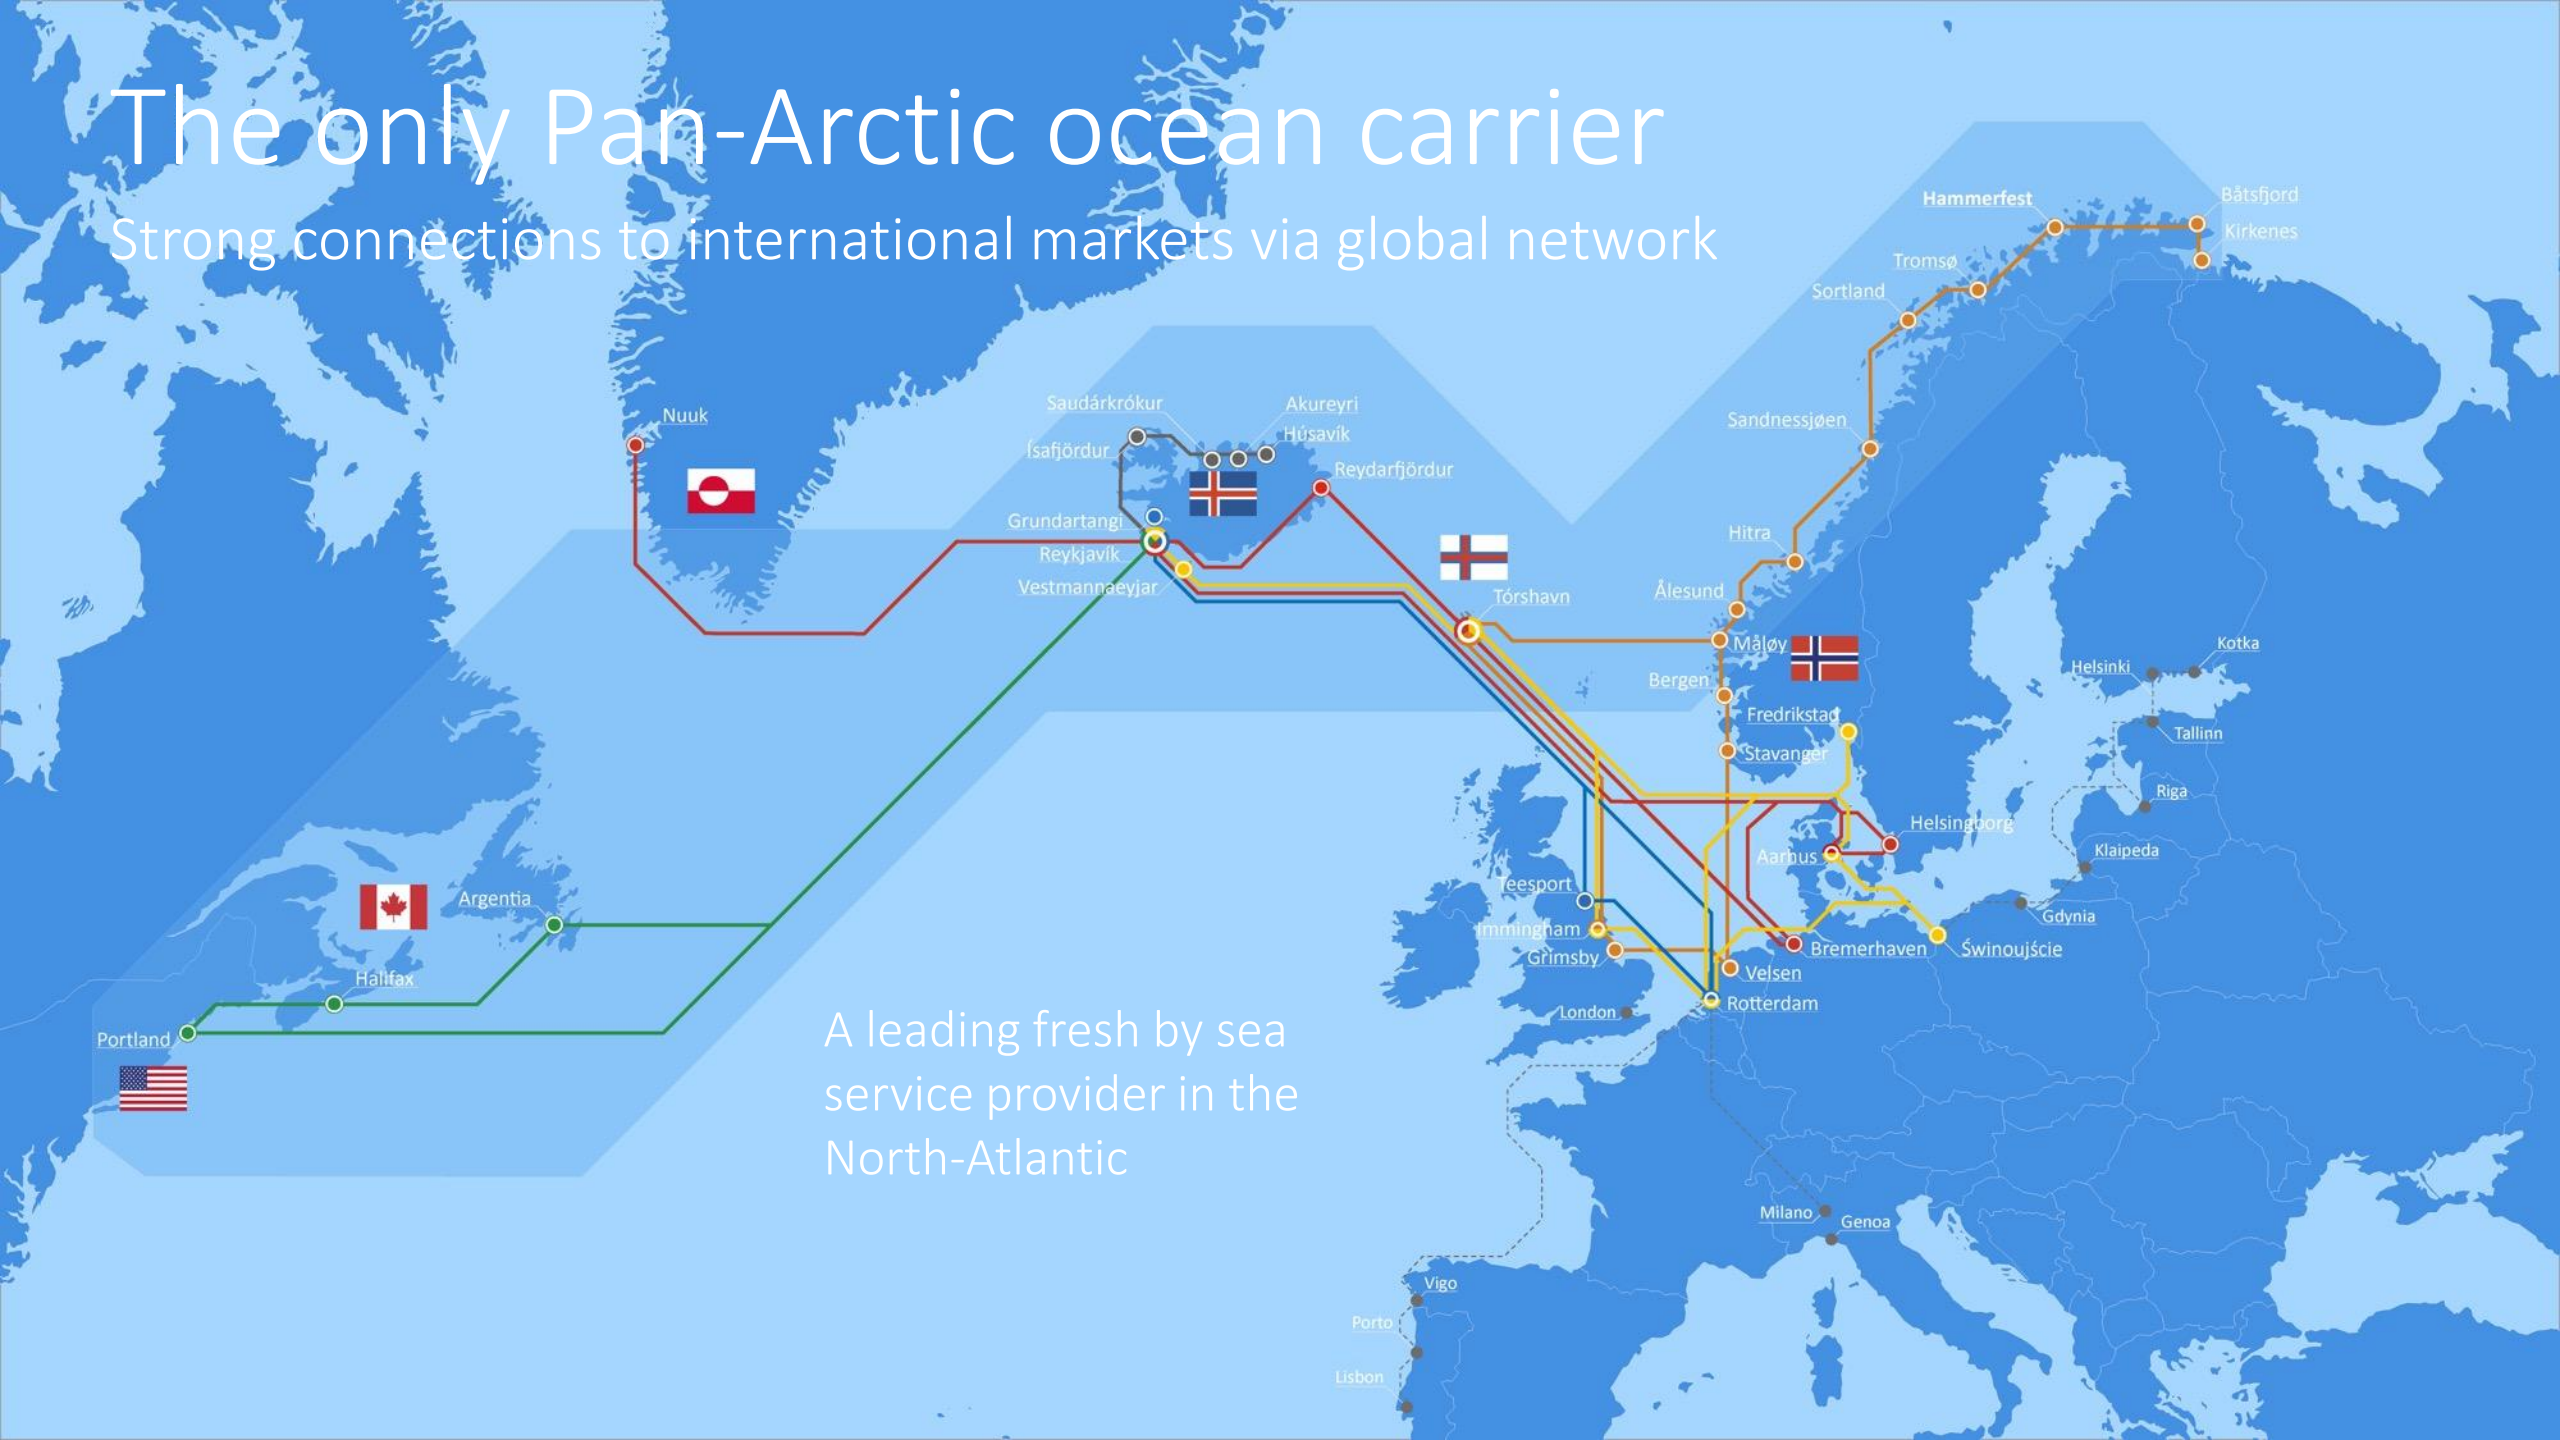 The only Pan-Arctic ocean carrier
Strong connections to international markets via global network
Hammerfest
Båtsfjord
Kirkenes
Tromsø
Sortland
Nuuk
Saudárkrókur
Akureyri
Húsavík
Ísafjördur
Reydarfjördur
Sandnessjøen
Grundartangi
Reykjavík
Vestmannaeyjar
Hitra
Tórshavn
Ålesund
Måløy
Bergen
Fredrikstad
Stavanger
Helsinki
Kotka
Tallinn
Riga
Helsingborg
Aarhus
Klaipeda
Teesport
Argentia
Immingham
Grimsby
Gdynia
Bremerhaven
Świnoujście
Velsen
Rotterdam
London
Halifax
Portland
A leading fresh by sea
service provider in the
North-Atlantic
Milano
Genoa
Vigo
Porto
Lisbon